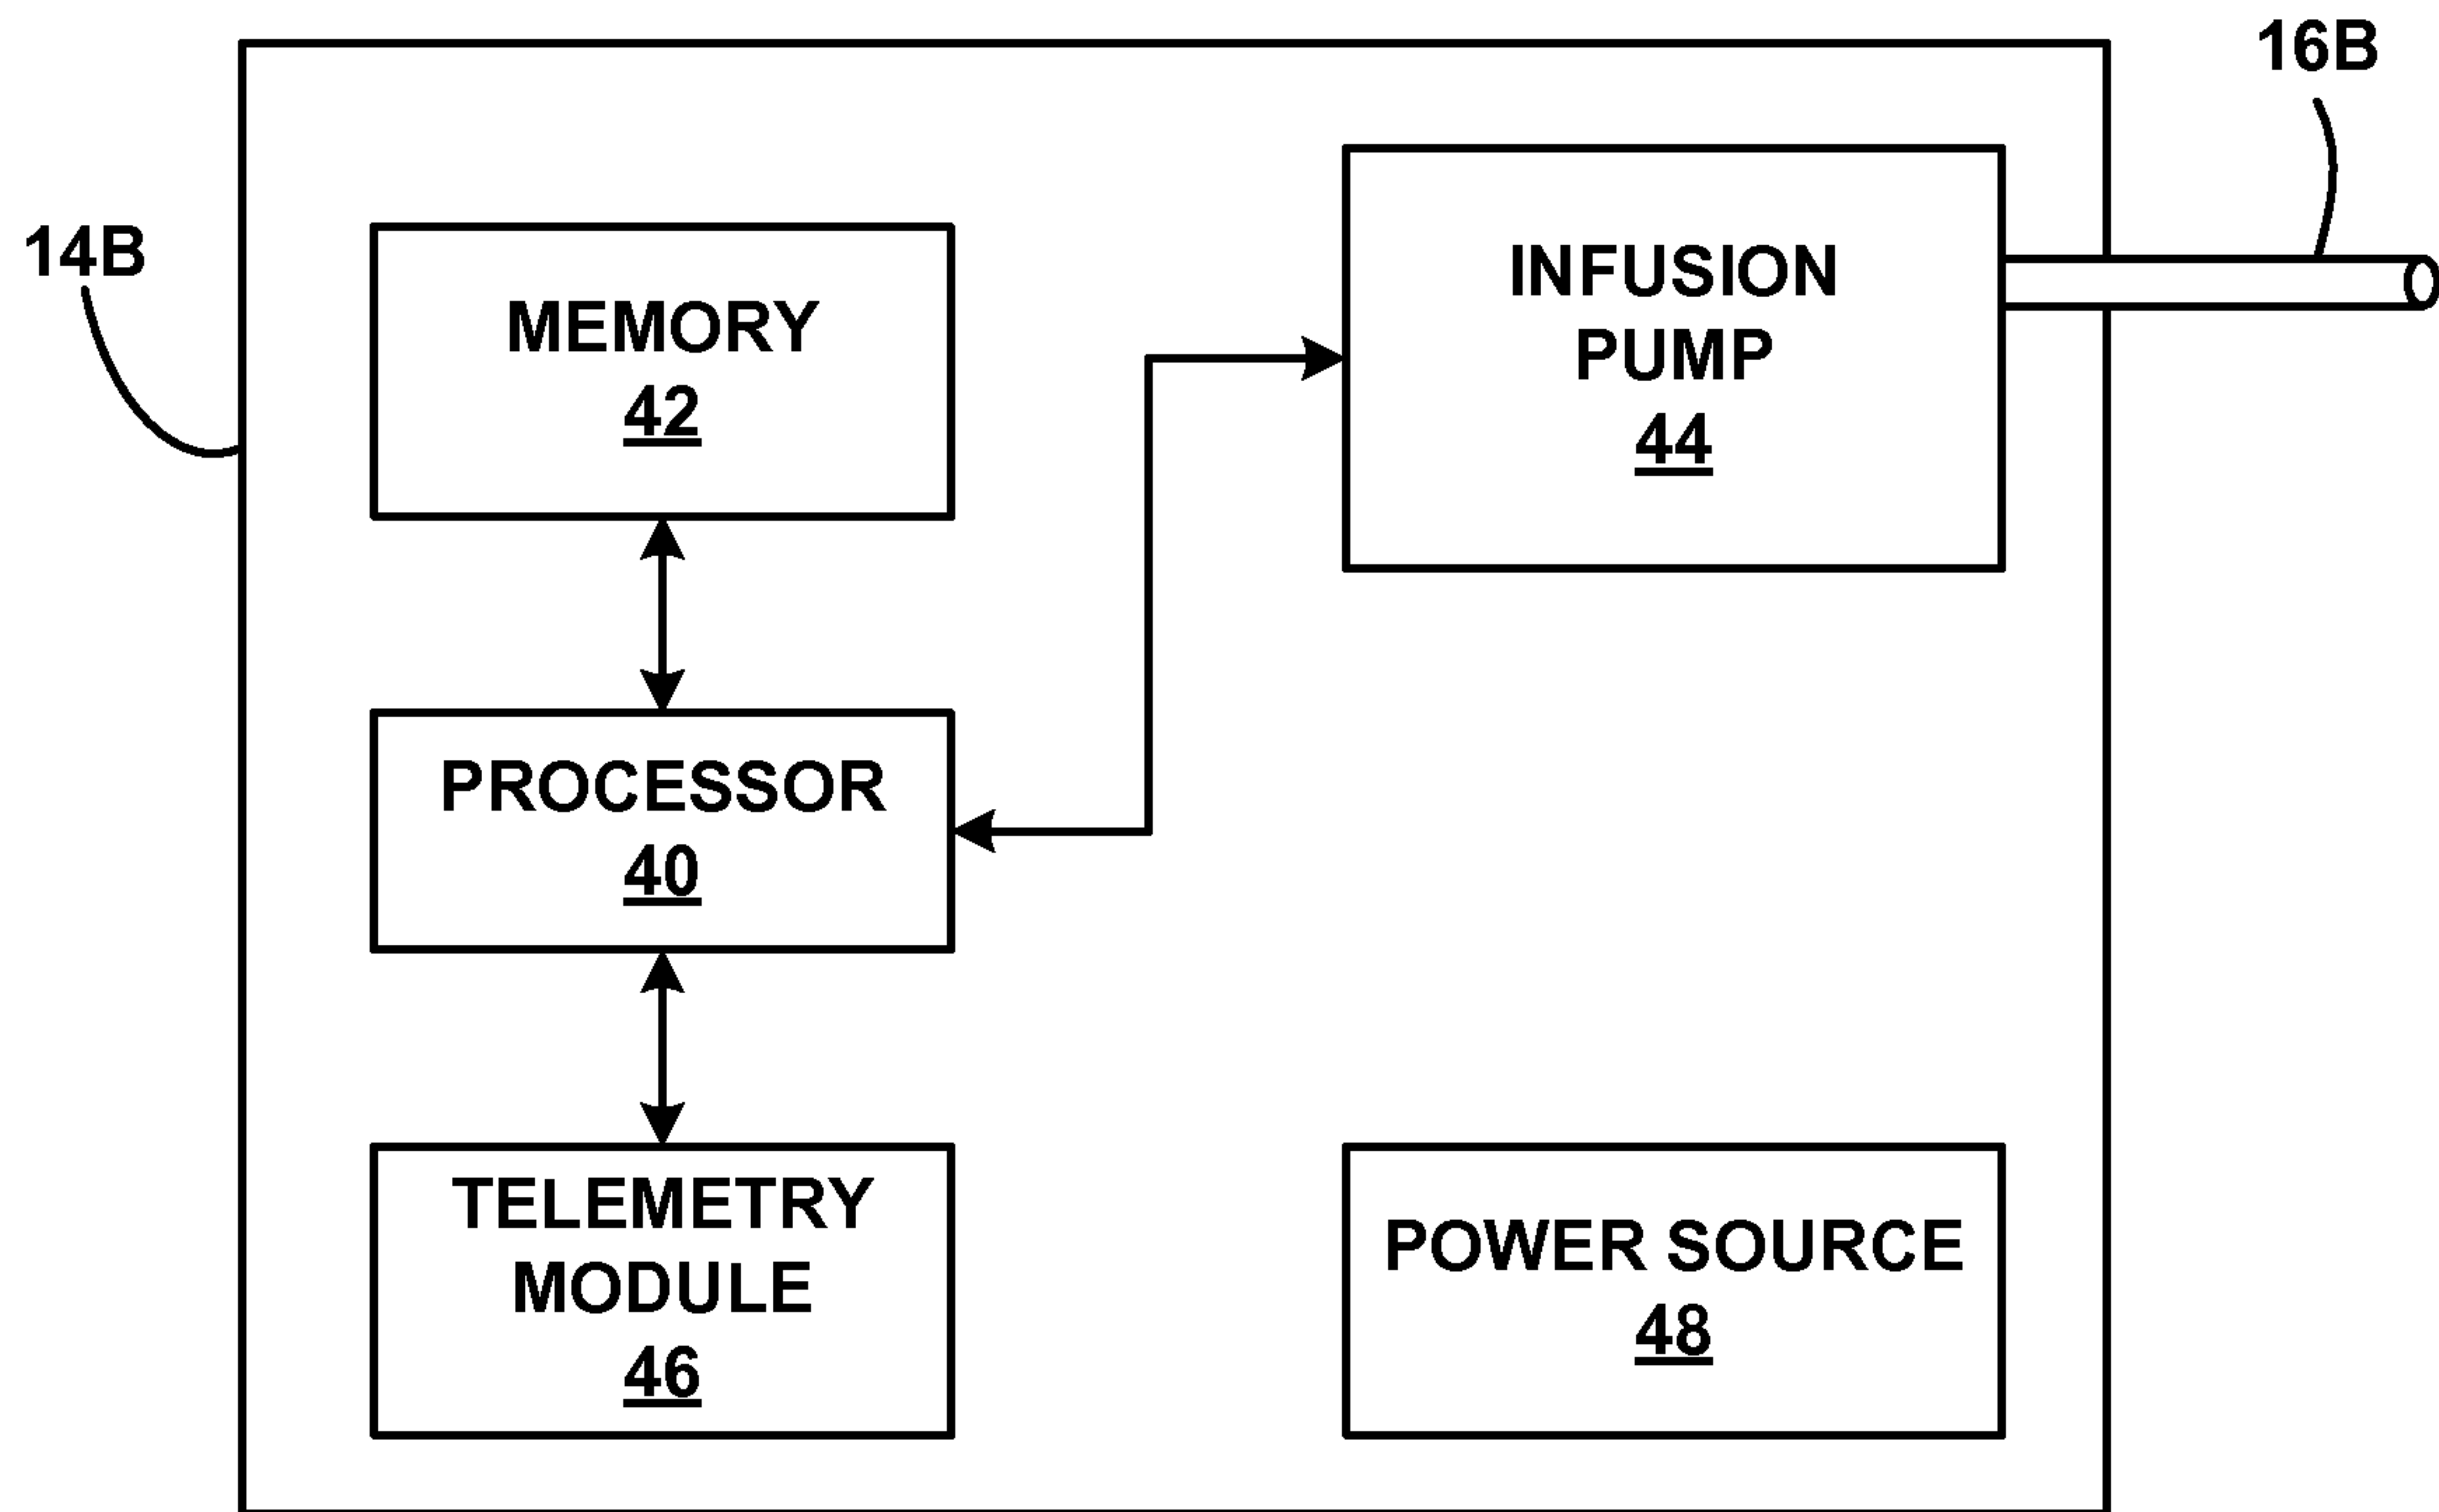 16B
14B
MEMORY
42
INFUSION
PUMP
44
PROCESSOR
40
TELEMETRY
MODULE
46
POWER SOURCE
48